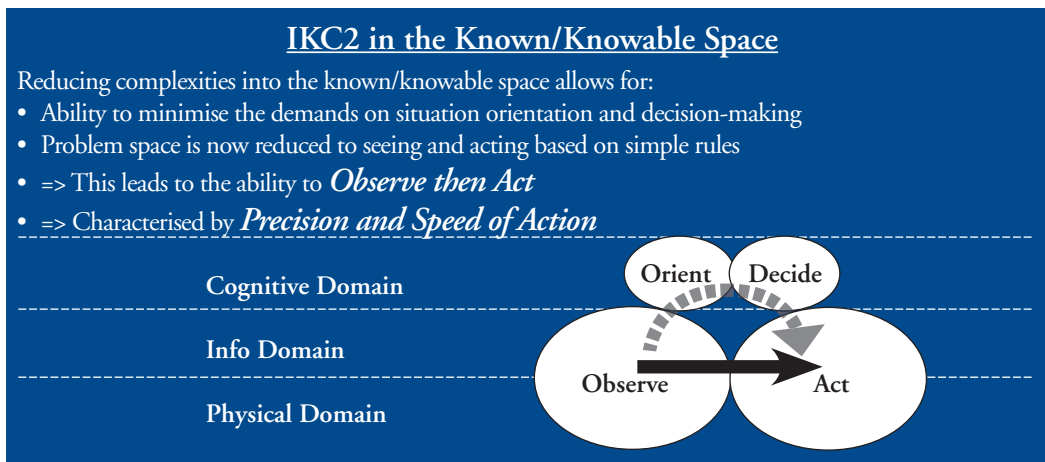 IKC2 in the Known/Knowable Space
Reducing complexities into the known/knowable space allows for:
• Ability to minimise the demands on situation orientation and decision-making
• Problem space is now reduced to seeing and acting based on simple rules
• => This leads to the ability to Observe then Act
• => Characterised by Precision and Speed of Action
Orient Decide
Cognitive Domain
Info Domain
Observe Act
Physical Domain